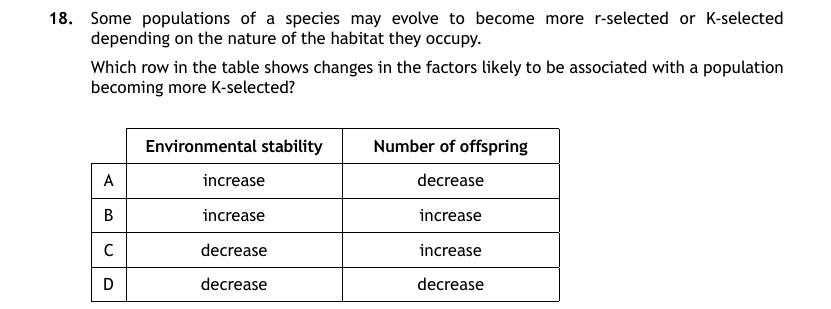 18. Some populations of a species may evolve to become more r-selected or K-selected
depending on the nature of the habitat they occupy.
Which row in the table shows changes in the factors likely to be associated with a population
becoming more K-selected?
Environmental stability Number of offspring
A increase decrease
B increase increase
C decrease increase
D decrease decrease